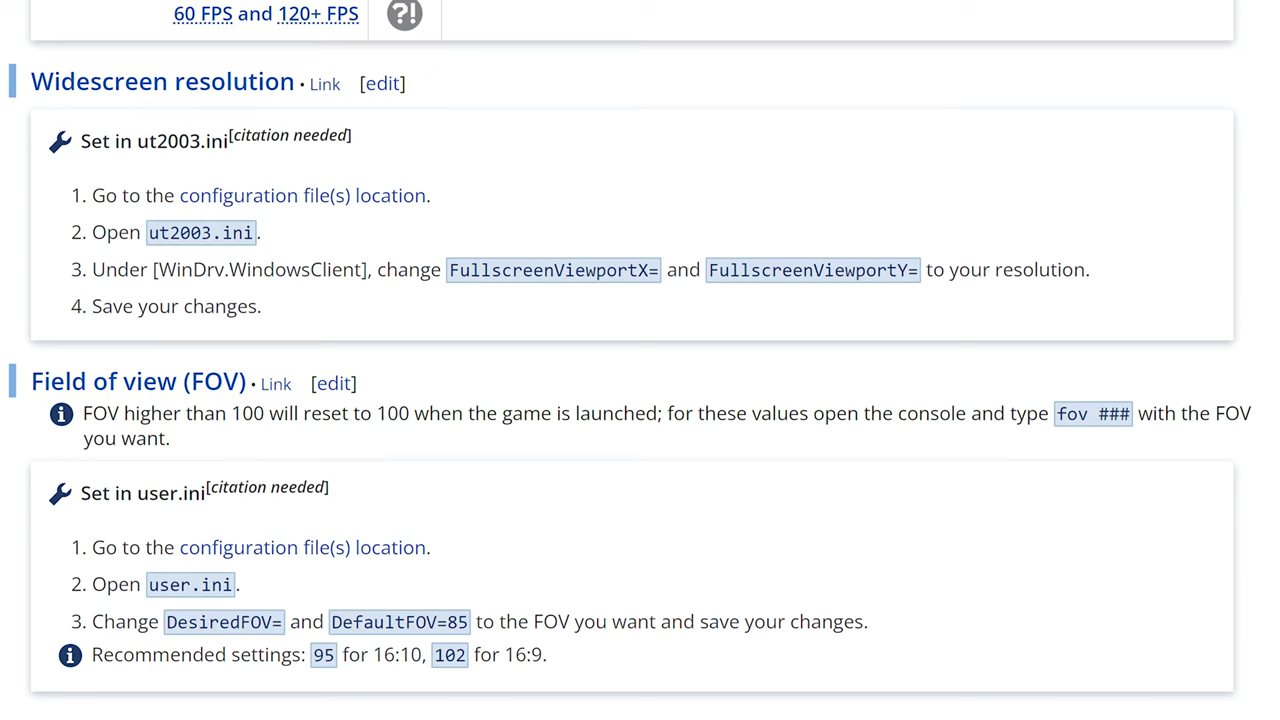 60 FPS and 120+ FPS
?!
Widescreen resolution • Link [edit]
Set in ut2003.ini[citation needed]
1. Go to the configuration file(s) location.
2. Open ut2003.ini.
3. Under [WinDrv.WindowsClient], change FullscreenViewportX= and FullscreenViewportY= to your resolution.
4. Save your changes.
Field of view (FOV) • Link [edit]
FOV higher than 100 will reset to 100 when the game is launched; for these values open the console and type fov ### with the FOV
you want.
Set in user.ini[citation needed]
1. Go to the configuration file(s) location.
2. Open user.ini.
3. Change DesiredFOV= and DefaultFOV=85 to the FOV you want and save your changes.
Recommended settings: 95 for 16:10, 102 for 16:9.